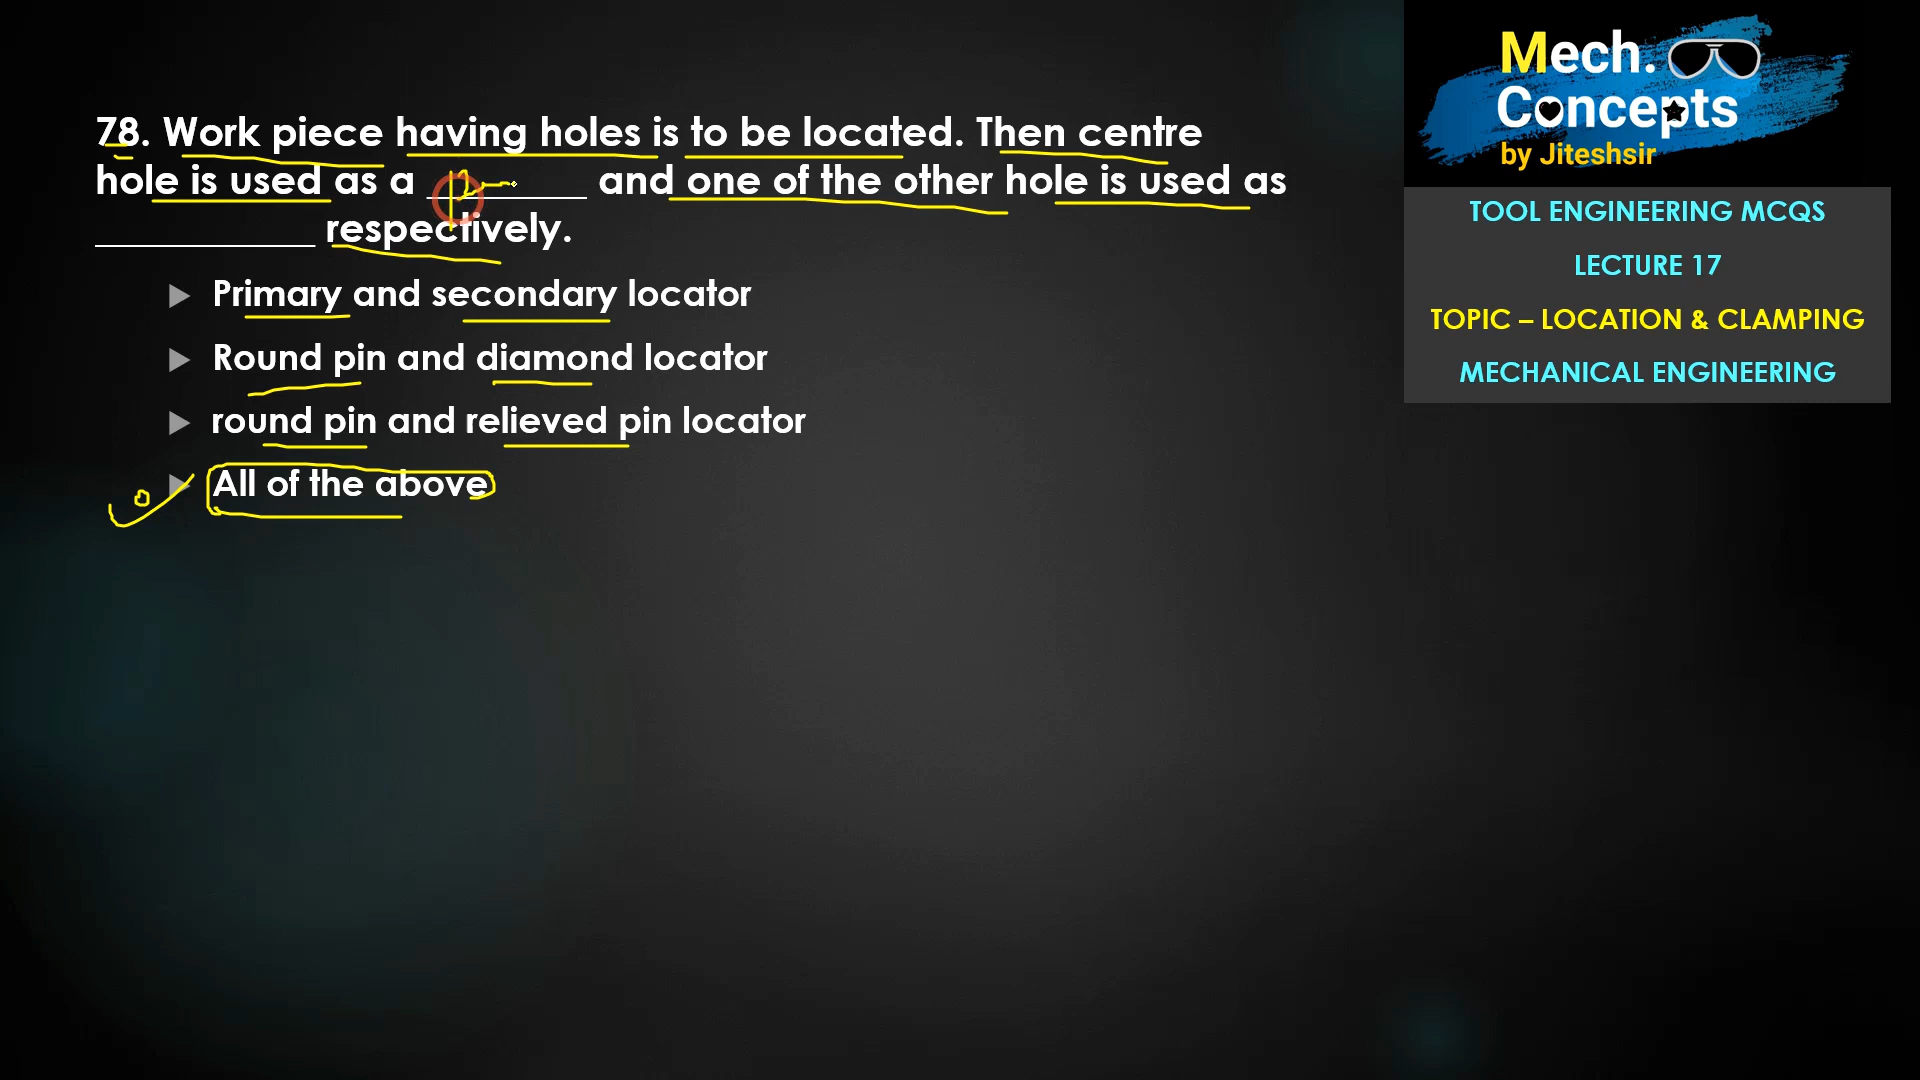 78. Work piece having holes is to be located. Then centre
hole is used as a __________ and one of the other hole is used as
______________ respectively.
Primary and secondary locator
Round pin and diamond locator
round pin and relieved pin locator
All of the above
Mech.
Concepts
by Jiteshsir
TOOL ENGINEERING MCQS
LECTURE 17
TOPIC – LOCATION & CLAMPING
MECHANICAL ENGINEERING